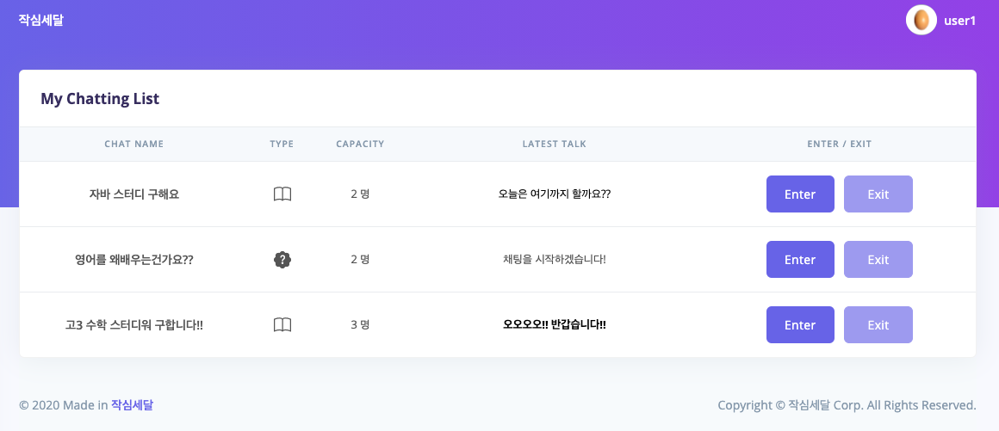 작심세달 user1
My Chatting List
CHAT NAME TYPE CAPACITY LATEST TALK ENTER / EXIT
자바 스터디 구해요 2 명 오늘은 여기까지 할까요?? Enter Exit
영어를 왜배우는건가요?? ? 2 명 채팅을 시작하겠습니다! Enter Exit
고3 수학 스터디원 구합니다!! 3 명 오오오오!! 반갑습니다!! Enter Exit
© 2020 Made in 작심세달 Copyright © 작심세달 Corp. All Rights Reserved.